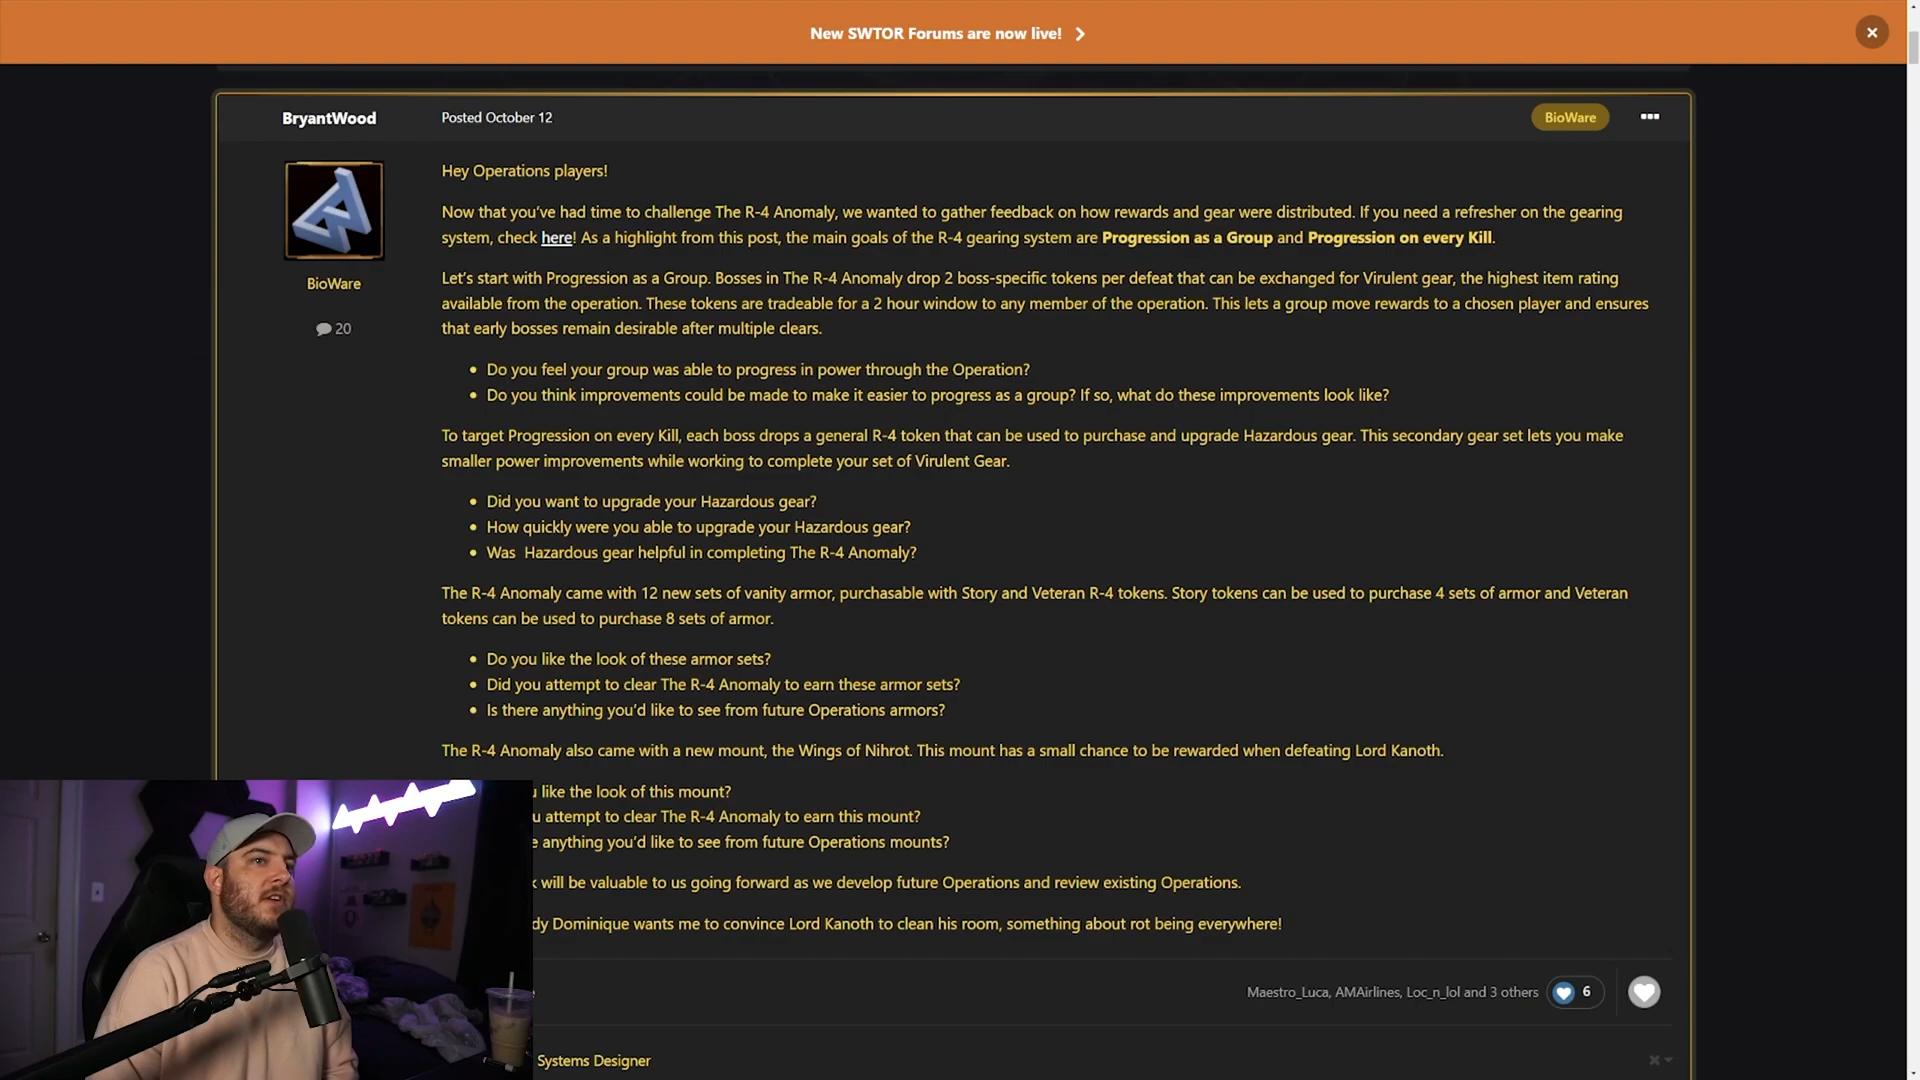 New SWTOR Forums are now live!
BryantWood
Posted October 12
BioWare
Hey Operations players!
Now that you've had time to challenge The R-4 Anomaly, we wanted to gather feedback on how rewards and gear were distributed. If you need a refresher on the gearing
system, check here! As a highlight from this post, the main goals of the R-4 gearing system are Progression as a Group and Progression on every Kill.
BioWare
20
Let's start with Progression as a Group. Bosses in The R-4 Anomaly drop 2 boss-specific tokens per defeat that can be exchanged for Virulent gear, the highest item rating
available from the operation. These tokens are tradeable for a 2 hour window to any member of the operation. This lets a group move rewards to a chosen player and ensures
that early bosses remain desirable after multiple clears.
• Do you feel your group was able to progress in power through the Operation?
• Do you think improvements could be made to make it easier to progress as a group? If so, what do these improvements look like?
To target Progression on every Kill, each boss drops a general R-4 token that can be used to purchase and upgrade Hazardous gear. This secondary gear set lets you make
smaller power improvements while working to complete your set of Virulent Gear.
• Did you want to upgrade your Hazardous gear?
• How quickly were you able to upgrade your Hazardous gear?
• Was  Hazardous gear helpful in completing The R-4 Anomaly?
The R-4 Anomaly came with 12 new sets of vanity armor, purchasable with Story and Veteran R-4 tokens. Story tokens can be used to purchase 4 sets of armor and Veteran
tokens can be used to purchase 8 sets of armor.
• Do you like the look of these armor sets?
• Did you attempt to clear The R-4 Anomaly to earn these armor sets?
• Is there anything you'd like to see from future Operations armors?
The R-4 Anomaly also came with a new mount, the Wings of Nihrot. This mount has a small chance to be rewarded when defeating Lord Kanoth.
like the look of this mount?
attempt to clear The R-4 Anomaly to earn this mount?
anything you'd like to see from future Operations mounts?
will be valuable to us going forward as we develop future Operations and review existing Operations.
dy Dominique wants me to convince Lord Kanoth to clean his room, something about rot being everywhere!
Maestro_Luca, AMAirlines, Loc_n_lol and 3 others
6
Systems Designer